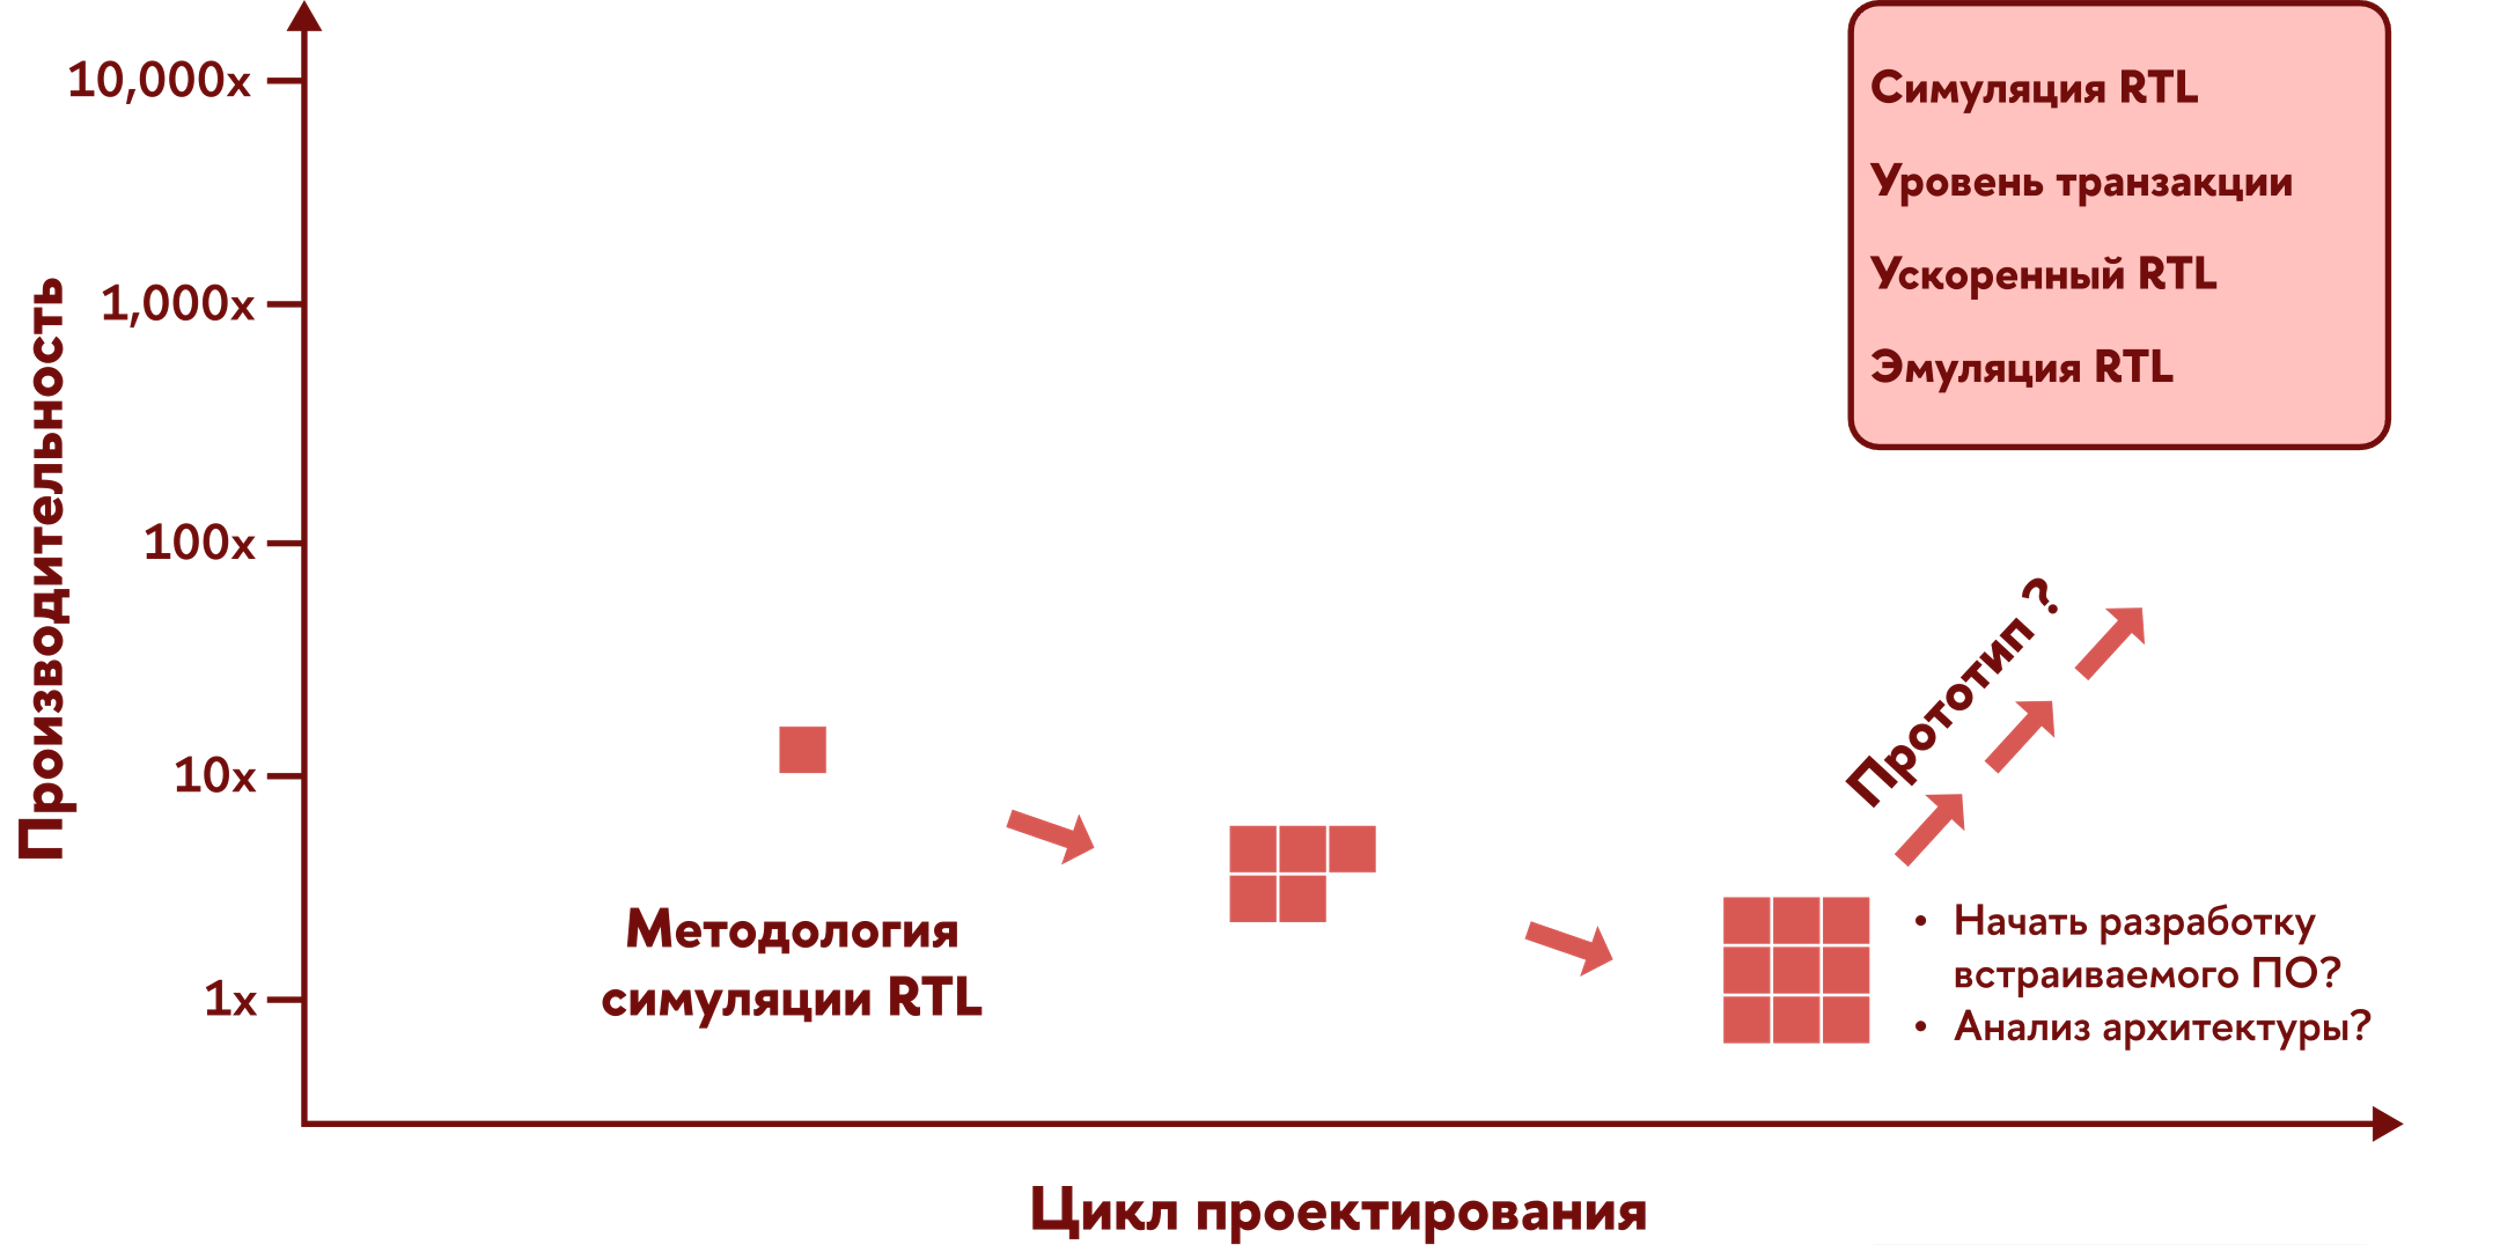 10,000x
1,000x
100x
10x
1x
Производительность
Симуляция RTL
Уровень транзакции
Ускоренный RTL
Эмуляция RTL
Прототип ?
Методология
симуляции RTL
• Начать разработку
встраиваемого ПО?
• Анализ архитектуры?
Цикл проектирования